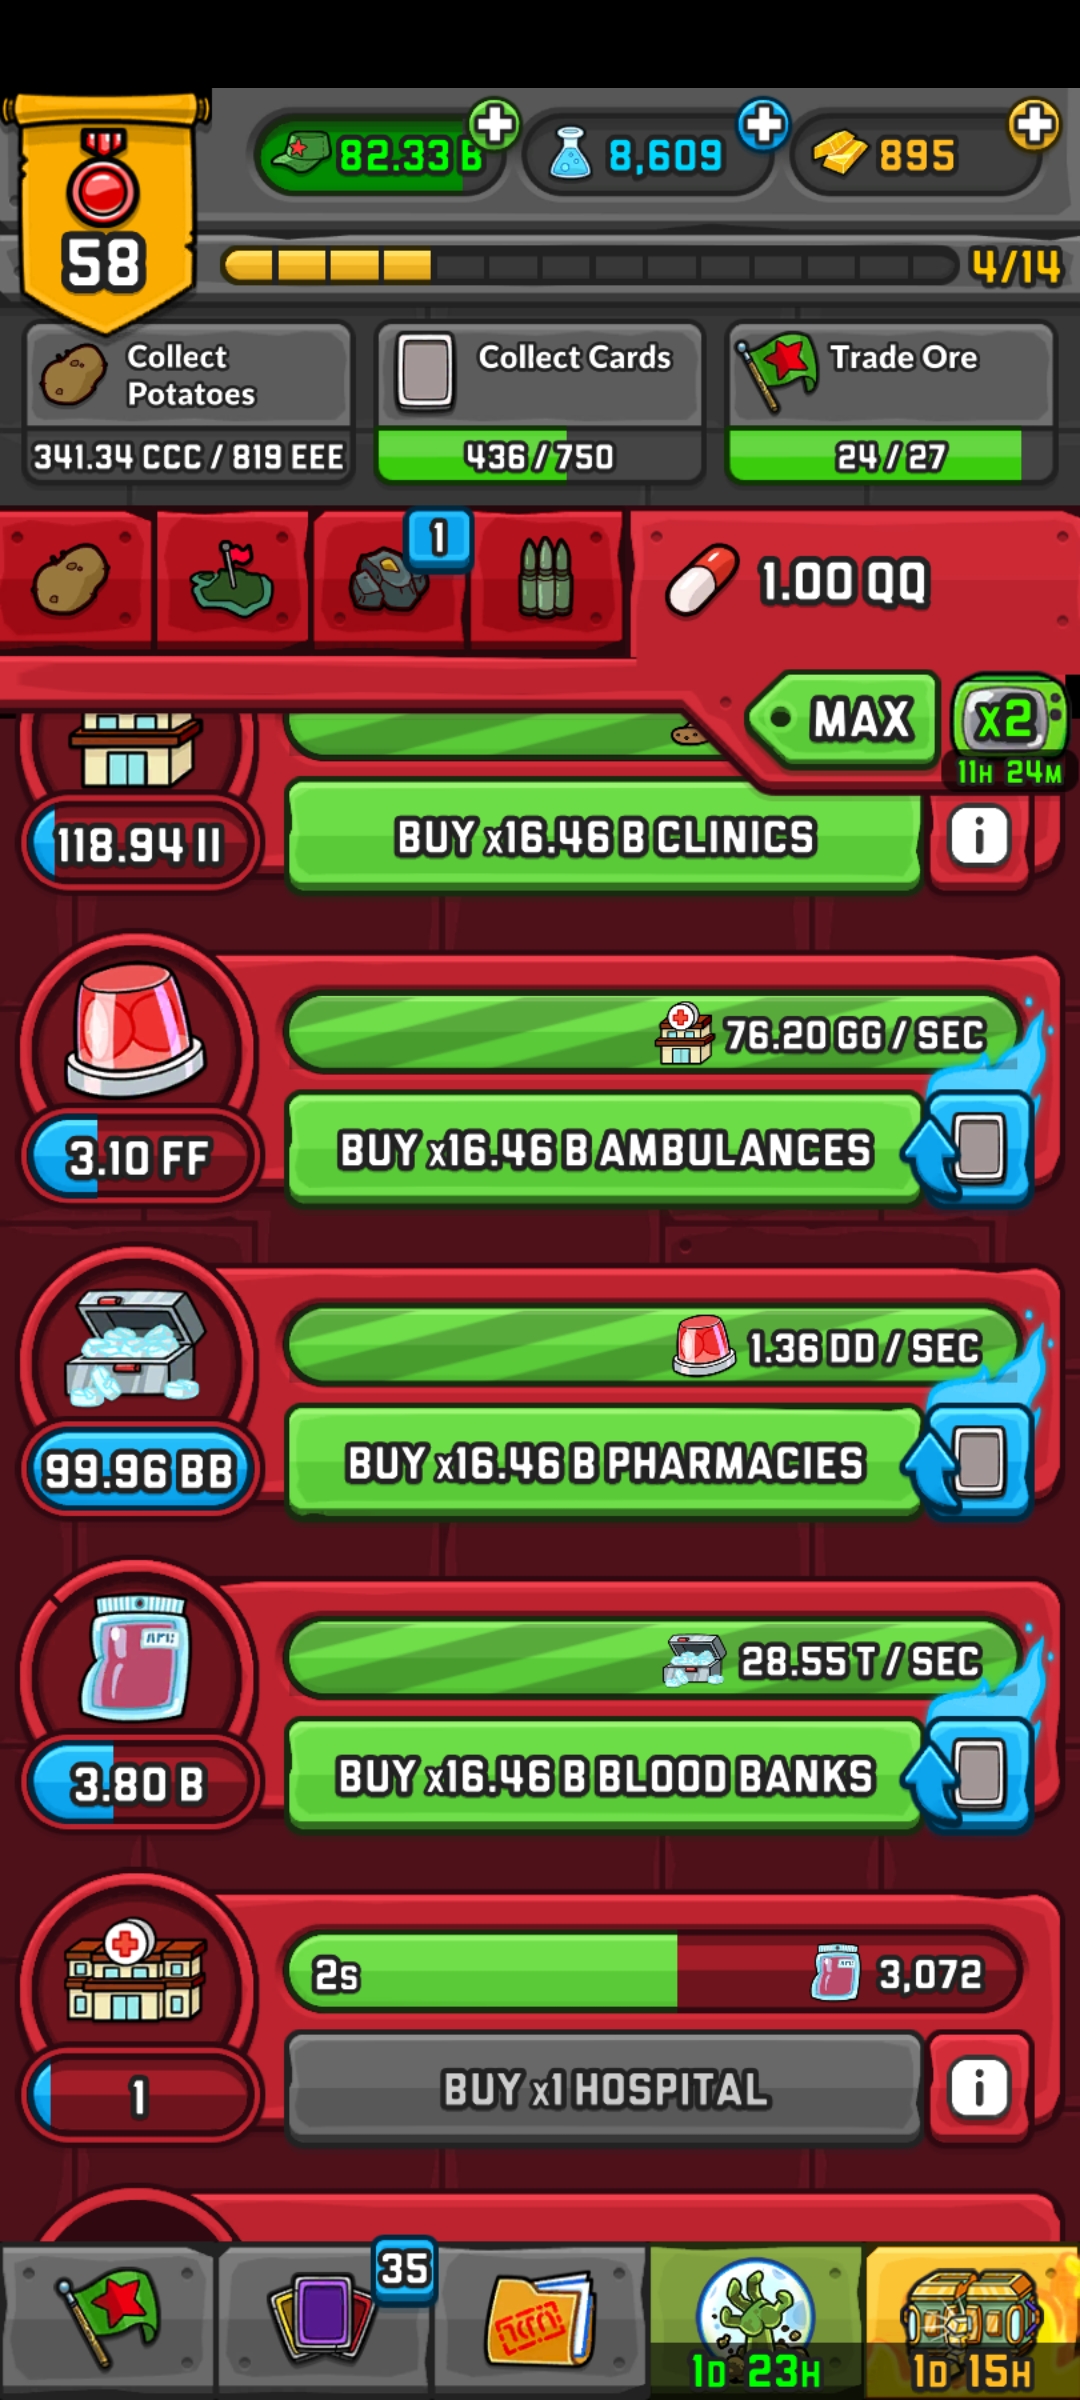 58
82.33 B
8,609
895
4/14
Collect
Potatoes
341.34 CCC / 819 EEE
Collect Cards
436 / 750
Trade Ore
24 / 27
1
1.00 QQ
MAX
x2
11H 24M
118.94 II
BUY x16.46 B CLINICS
i
76.20 GG / SEC
3.10 FF
BUY x16.46 B AMBULANCES
1.36 DD / SEC
99.96 BB
BUY x16.46 B PHARMACIES
28.55 T / SEC
3.80 B
BUY x16.46 B BLOOD BANKS
2s
3,072
1
BUY x1 HOSPITAL
i
35
1D 23H
1D 15H